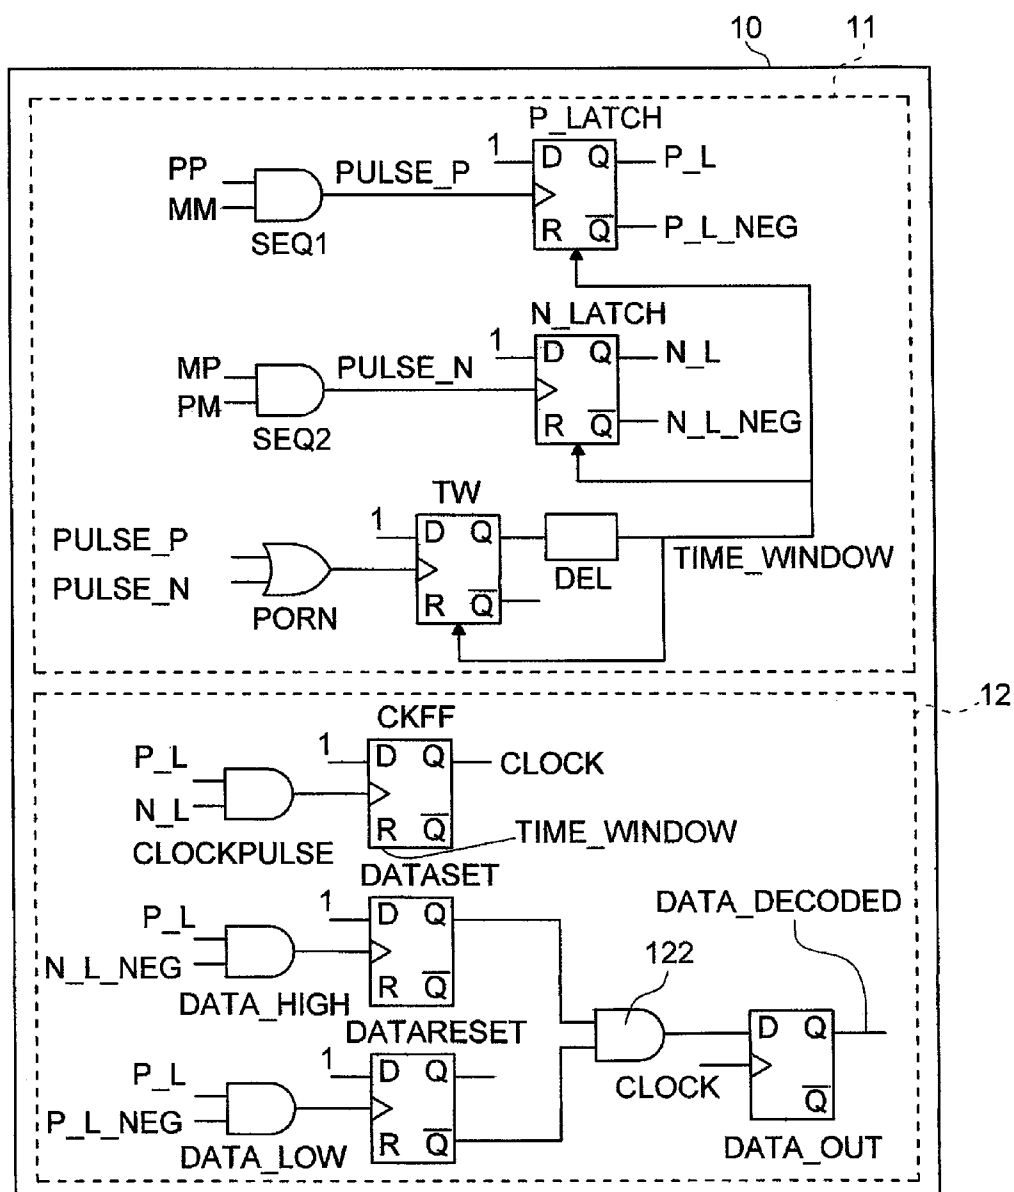 10
11
P_LATCH
1
D Q
P_L
PP
MM
PULSE_P
SEQ1
R Q
P_L_NEG
N_LATCH
1
D Q
N_L
MP
PM
PULSE_N
SEQ2
R Q
N_L_NEG
TW
1
D Q
PULSE_P
PULSE_N
PORN
DEL
TIME_WINDOW
R Q
12
CKFF
1
D Q
CLOCK
P_L
N_L
CLOCKPULSE
R Q
TIME_WINDOW
DATASET
1
D Q
DATA_DECODED
P_L
N_L_NEG
DATA_HIGH
R Q
122
DATARESET
1
D Q
D Q
CLOCK
Q
P_L
P_L_NEG
DATA_LOW
R Q
DATA_OUT